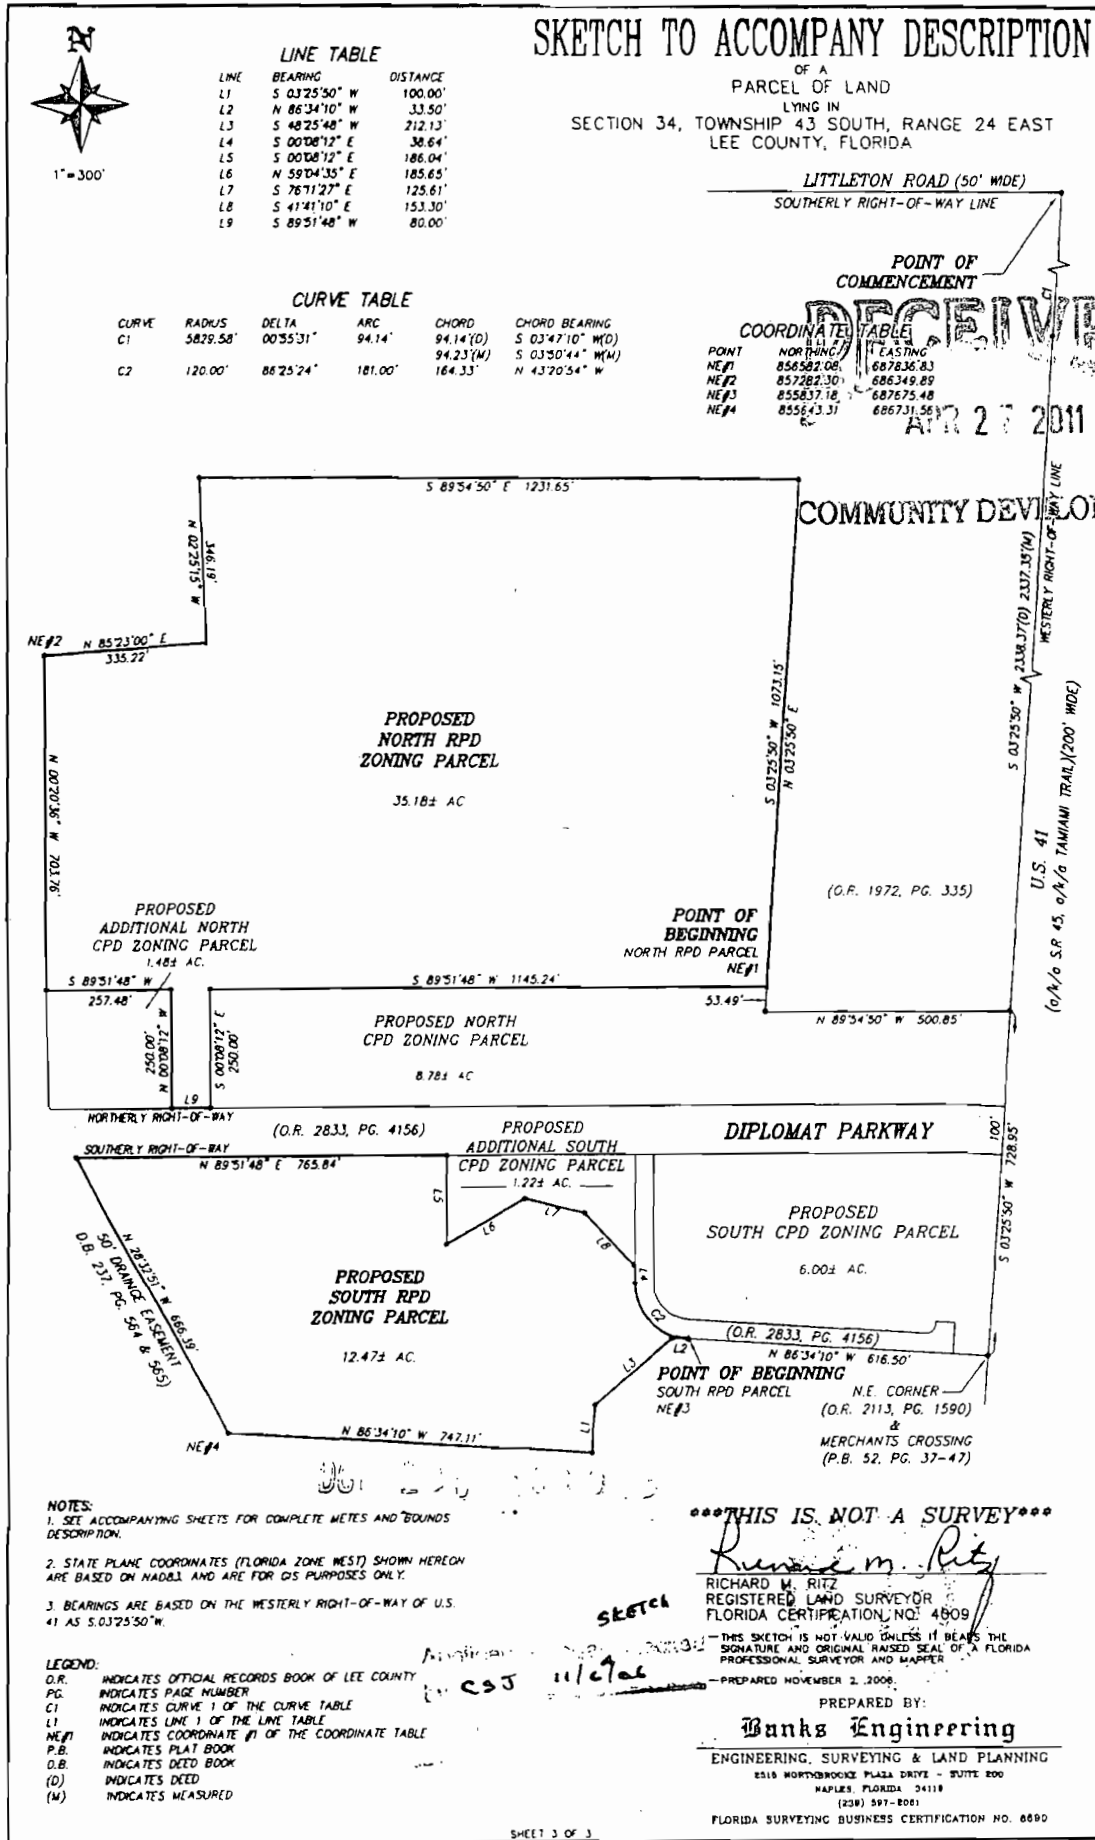 N
1"=300'
SKETCH TO ACCOMPANY DESCRIPTION
OF A
PARCEL OF LAND
LYING IN
SECTION 34, TOWNSHIP 43 SOUTH, RANGE 24 EAST
LEE COUNTY, FLORIDA
LINE TABLE
LINE BEARING DISTANCE
L1 S 03°25'50" W 100.00'
L2 N 86°34'10" W 33.50'
L3 S 48°25'48" W 212.13'
L4 S 00°08'12" E 38.64'
L5 S 00°08'12" E 186.04'
L6 N 59°04'35" E 185.65'
L7 S 76°11'27" E 125.61'
L8 S 41°41'10" E 153.30'
L9 S 89°51'48" W 80.00'
LITTLETON ROAD (50' WIDE)
SOUTHERLY RIGHT-OF-WAY LINE
POINT OF
COMMENCEMENT
C1
CURVE TABLE
CURVE RADIUS DELTA ARC CHORD CHORD BEARING
C1 5829.58' 00°55'31" 94.14' 94.14'(D) S 03°47'10" W(D)
94.23'(M) S 03°50'44" W(M)
C2 120.00' 86°25'24" 181.00' 164.33' N 43°20'54" W
COORDINATE TABLE
POINT NORTHING EASTING
NE#1 856582.08 687836.83
NE#2 857282.30 686349.89
NE#3 855837.18 687675.48
NE#4 855643.31 686731.56
APR 27 2011
S 89°54'50" E 1231.65'
N 02°25'15" W
346.19'
NE#2
N 85°23'00" E
335.22'
N 00°20'36" W 703.76'
PROPOSED
NORTH RPD
ZONING PARCEL
35.18± AC
S 03°25'50" W 1073.15'
N 03°25'50" E
COMMUNITY
WESTERLY RIGHT-OF-WAY LINE
S 03°25'50" W 2338.37'(D) 2337.35'(M)
U.S. 41
(a/k/a S.R 45, a/k/a TAMIAMI TRAIL)(200' WIDE)
(O.R. 1972, PG. 335)
PROPOSED
ADDITIONAL NORTH
CPD ZONING PARCEL
1.48± AC.
POINT OF
BEGINNING
NORTH RPD PARCEL
NE#1
S 89°51'48" W
257.48'
S 89°51'48" W 1145.24'
53.49'
N 89°54'50" W 500.85'
N 00°08'12" W
250.00'
S 00°08'12" E
250.00'
PROPOSED NORTH
CPD ZONING PARCEL
8.78± AC
L9
NORTHERLY RIGHT-OF-WAY
(O.R. 2833, PG. 4156)
DIPLOMAT PARKWAY
100'
SOUTHERLY RIGHT-OF-WAY
N 89°51'48" E 765.84'
PROPOSED
ADDITIONAL SOUTH
CPD ZONING PARCEL
1.22± AC.
S 03°25'50" W 728.95'
L5
L6
L7
L8
L4
C2
PROPOSED
SOUTH CPD ZONING PARCEL
6.00± AC.
N 28°32'51" W 666.39'
50' DRAINGE EASEMENT
D.B. 237, PG. 564 & 565)
PROPOSED
SOUTH RPD
ZONING PARCEL
12.47± AC.
(O.R. 2833, PG. 4156)
N 86°34'10" W 616.50'
L2
L3
L1
POINT OF BEGINNING
SOUTH RPD PARCEL
NE#3
N.E. CORNER
(O.R. 2113, PG. 1590)
&
MERCHANTS CROSSING
(P.B. 52, PG. 37-47)
N 86°34'10" W 747.11'
NE#4
NOTES:
1. SEE ACCOMPANYING SHEETS FOR COMPLETE METES AND BOUNDS
DESCRIPTION.
2. STATE PLANE COORDINATES (FLORIDA ZONE WEST) SHOWN HEREON
ARE BASED ON NAD83 AND ARE FOR GIS PURPOSES ONLY.
3. BEARINGS ARE BASED ON THE WESTERLY RIGHT-OF-WAY OF U.S.
41 AS S.03°25'50"W.
SKETCH
CSJ 11/6/06
LEGEND:
O.R. INDICATES OFFICIAL RECORDS BOOK OF LEE COUNTY
PG. INDICATES PAGE NUMBER
C1 INDICATES CURVE 1 OF THE CURVE TABLE
L1 INDICATES LINE 1 OF THE LINE TABLE
NE#1 INDICATES COORDINATE #1 OF THE COORDINATE TABLE
P.B. INDICATES PLAT BOOK
D.B. INDICATES DEED BOOK
(D) INDICATES DEED
(M) INDICATES MEASURED
***THIS IS NOT A SURVEY***
Richard M. Ritz
RICHARD M. RITZ
REGISTERED LAND SURVEYOR
FLORIDA CERTIFICATION NO. 4009
—THIS SKETCH IS NOT VALID UNLESS IT BEARS THE
SIGNATURE AND ORIGINAL RAISED SEAL OF A FLORIDA
PROFESSIONAL SURVEYOR AND MAPPER
—PREPARED NOVEMBER 2, 2006.
PREPARED BY:
Banks Engineering
ENGINEERING, SURVEYING & LAND PLANNING
2515 NORTHBROOKE PLAZA DRIVE - SUITE 200
NAPLES, FLORIDA 34119
(239) 597-2061
FLORIDA SURVEYING BUSINESS CERTIFICATION NO. 6690
SHEET 3 OF 3